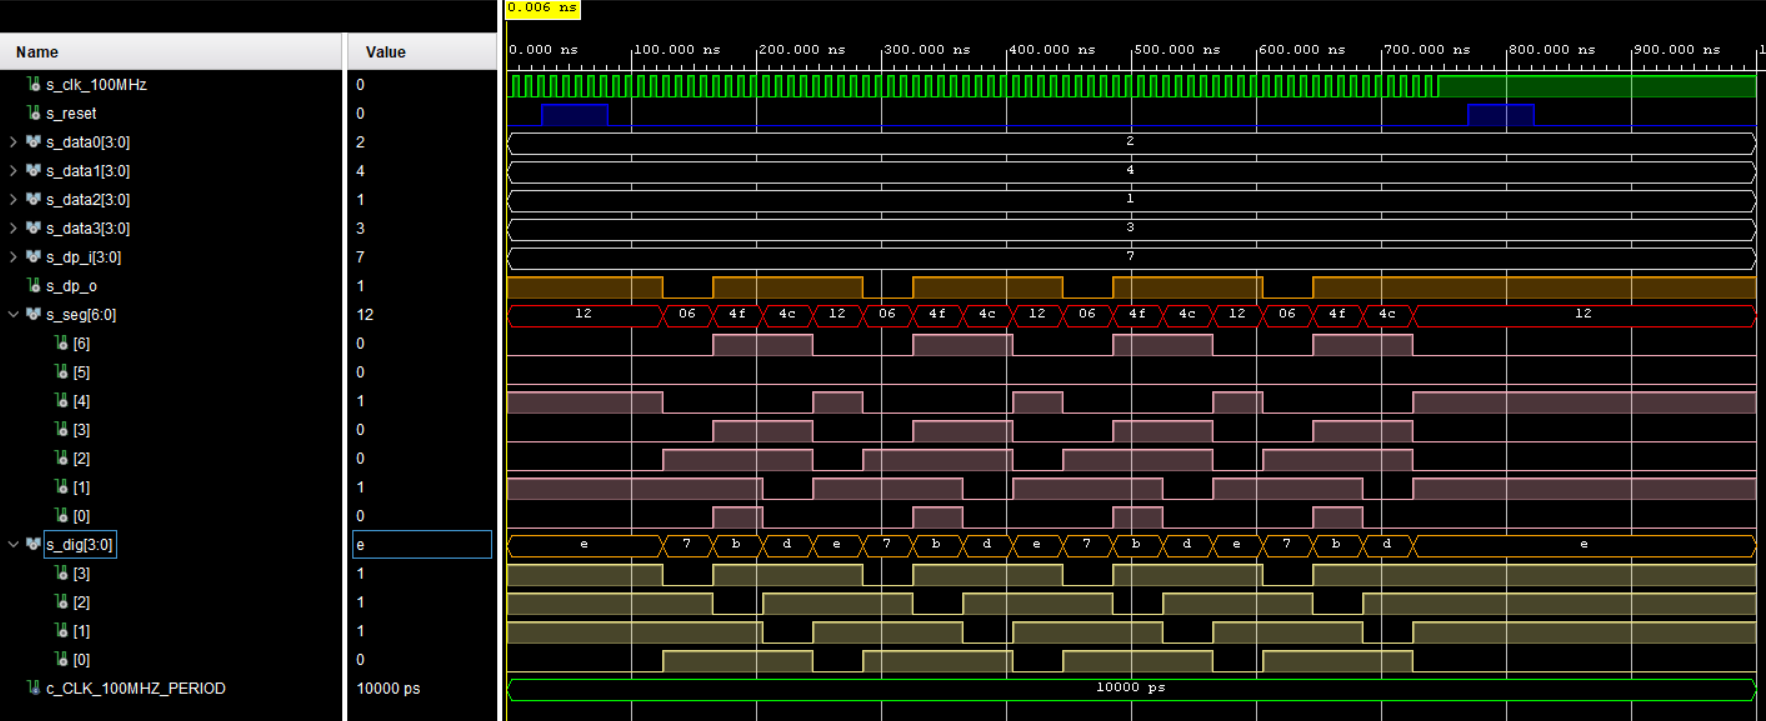 0.006 ns
Name Value 0.000 ns 100.000 ns 200.000 ns 300.000 ns 400.000 ns 500.000 ns 600.000 ns 700.000 ns 800.000 ns 900.000 ns 1
s_clk_100MHz 0
s_reset 0
s_data0[3:0] 2 2
s_data1[3:0] 4 4
s_data2[3:0] 1 1
s_data3[3:0] 3 3
s_dp_i[3:0] 7 7
s_dp_o 1
s_seg[6:0] 12 12 06 4f 4c 12 06 4f 4c 12 06 4f 4c 12 06 4f 4c 12
[6] 0
[5] 0
[4] 1
[3] 0
[2] 0
[1] 1
[0] 0
s_dig[3:0] e e 7 b d e 7 b d e 7 b d e 7 b d e
[3] 1
[2] 1
[1] 1
[0] 0
c_CLK_100MHZ_PERIOD 10000 ps 10000 ps